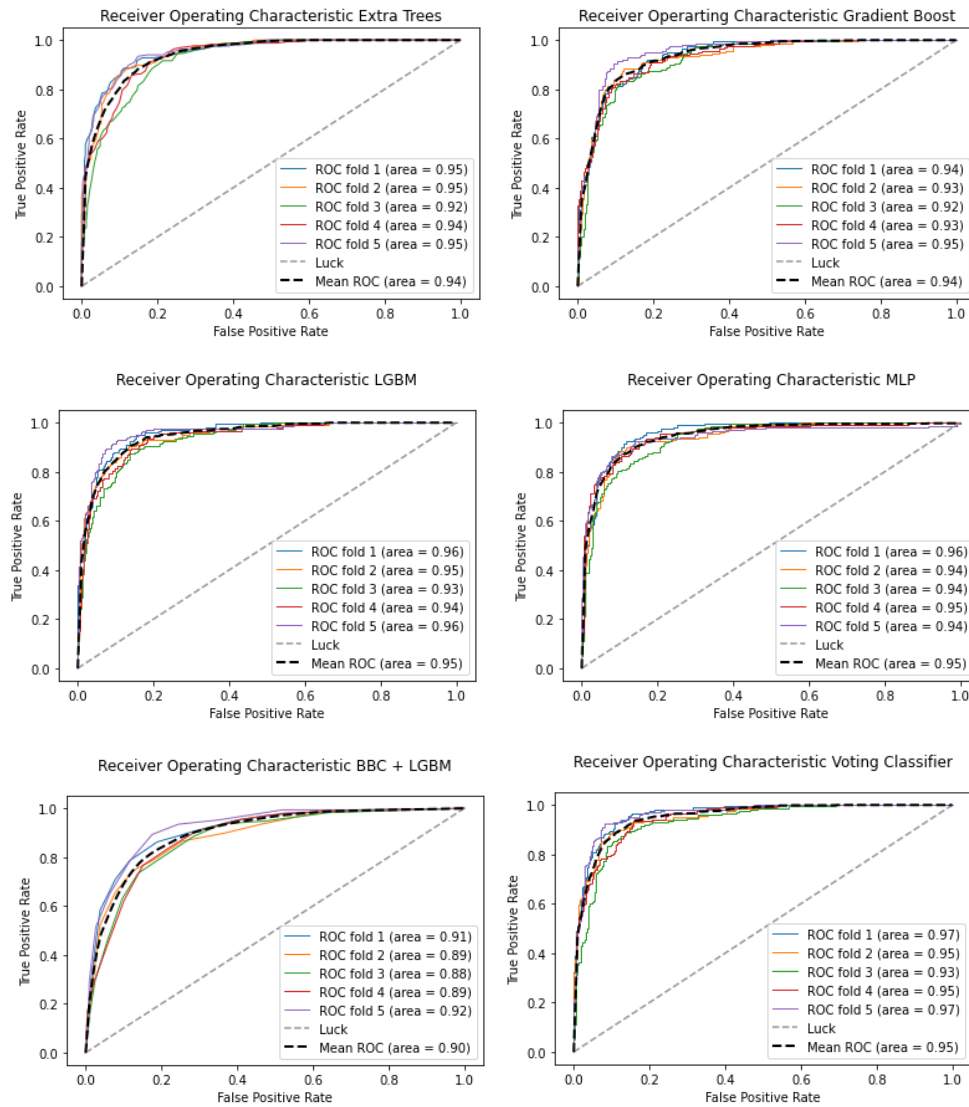 Receiver Operating Characteristic Extra Trees
1.0
0.8
0.6
0.4
0.2
0.0
True Positive Rate
ROC fold 1 (area = 0.95)
ROC fold 2 (area = 0.95)
ROC fold 3 (area = 0.92)
ROC fold 4 (area = 0.94)
ROC fold 5 (area = 0.95)
Luck
Mean ROC (area = 0.94)
0.0 0.2 0.4 0.6 0.8 1.0
False Positive Rate
Receiver Operarting Characteristic Gradient Boost
1.0
0.8
0.6
0.4
0.2
0.0
True Positive Rate
ROC fold 1 (area = 0.94)
ROC fold 2 (area = 0.93)
ROC fold 3 (area = 0.92)
ROC fold 4 (area = 0.93)
ROC fold 5 (area = 0.95)
Luck
Mean ROC (area = 0.94)
0.0 0.2 0.4 0.6 0.8 1.0
False Positive Rate
Receiver Operating Characteristic LGBM
1.0
0.8
0.6
0.4
0.2
0.0
True Positive Rate
ROC fold 1 (area = 0.96)
ROC fold 2 (area = 0.95)
ROC fold 3 (area = 0.93)
ROC fold 4 (area = 0.94)
ROC fold 5 (area = 0.96)
Luck
Mean ROC (area = 0.95)
0.0 0.2 0.4 0.6 0.8 1.0
False Positive Rate
Receiver Operating Characteristic MLP
1.0
0.8
0.6
0.4
0.2
0.0
True Positive Rate
ROC fold 1 (area = 0.96)
ROC fold 2 (area = 0.94)
ROC fold 3 (area = 0.94)
ROC fold 4 (area = 0.95)
ROC fold 5 (area = 0.94)
Luck
Mean ROC (area = 0.95)
0.0 0.2 0.4 0.6 0.8 1.0
False Positive Rate
Receiver Operating Characteristic BBC + LGBM
1.0
0.8
0.6
0.4
0.2
0.0
True Positive Rate
ROC fold 1 (area = 0.91)
ROC fold 2 (area = 0.89)
ROC fold 3 (area = 0.88)
ROC fold 4 (area = 0.89)
ROC fold 5 (area = 0.92)
Luck
Mean ROC (area = 0.90)
0.0 0.2 0.4 0.6 0.8 1.0
False Positive Rate
Receiver Operating Characteristic Voting Classifier
1.0
0.8
0.6
0.4
0.2
0.0
True Positive Rate
ROC fold 1 (area = 0.97)
ROC fold 2 (area = 0.95)
ROC fold 3 (area = 0.93)
ROC fold 4 (area = 0.95)
ROC fold 5 (area = 0.97)
Luck
Mean ROC (area = 0.95)
0.0 0.2 0.4 0.6 0.8 1.0
False Positive Rate